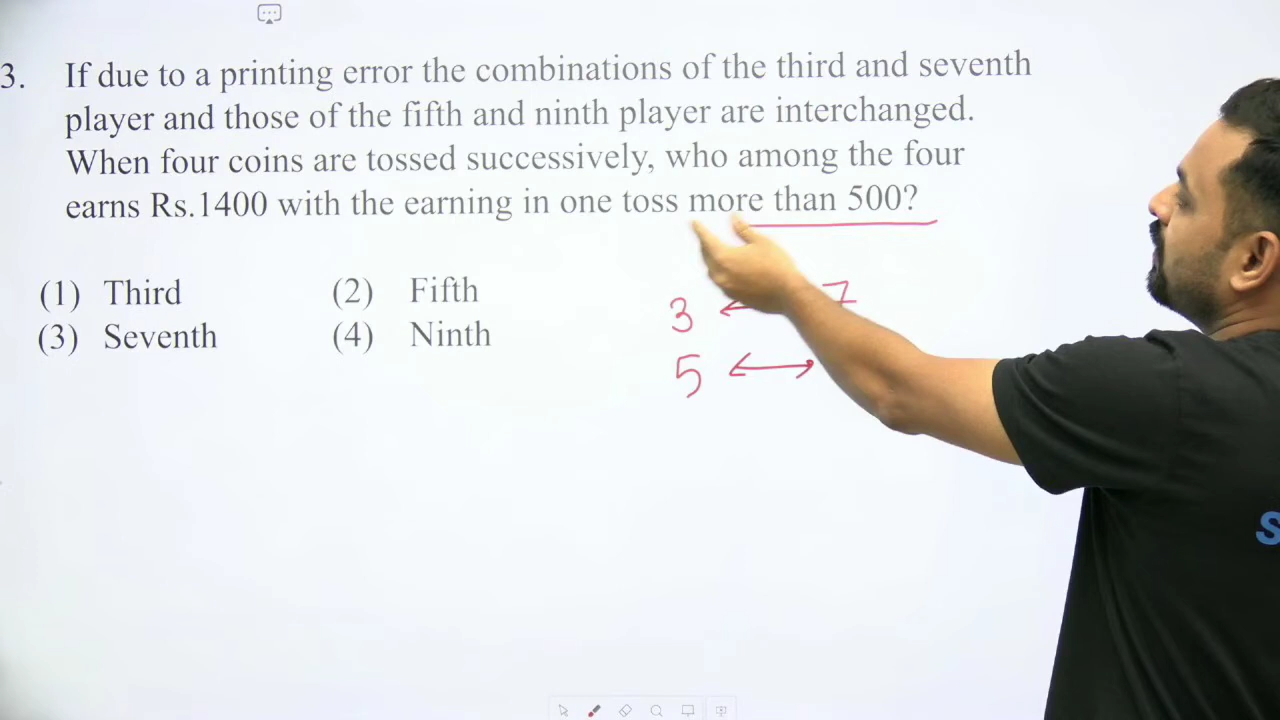 3. If due to a printing error the combinations of the third and seventh
player and those of the fifth and ninth player are interchanged.
When four coins are tossed successively, who among the four
earns Rs.1400 with the earning in one toss more than 500?
(1) Third (2) Fifth
(3) Seventh (4) Ninth
3 7
5
S